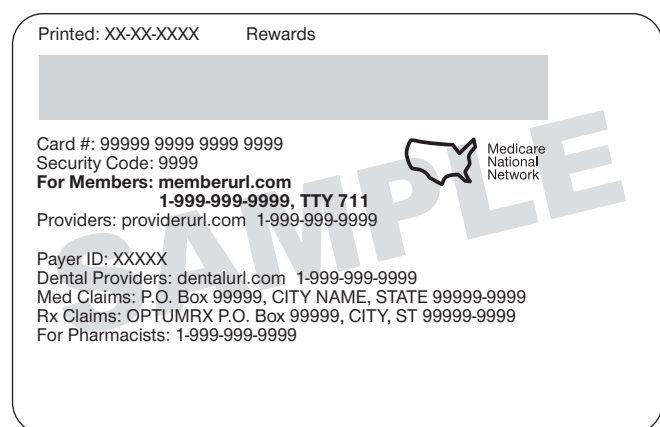 Printed: XX-XX-XXXX Rewards
Card #: 99999 9999 9999 9999
Security Code: 9999
For Members: memberurl.com
1-999-999-9999, TTY 711
Providers: providerurl.com 1-999-999-9999
Medicare
National
Network
Payer ID: XXXXX
Dental Providers: dentalurl.com 1-999-999-9999
Med Claims: P.O. Box 99999, CITY NAME, STATE 99999-9999
Rx Claims: OPTUMRX P.O. Box 99999, CITY, ST 99999-9999
For Pharmacists: 1-999-999-9999
SAMPLE